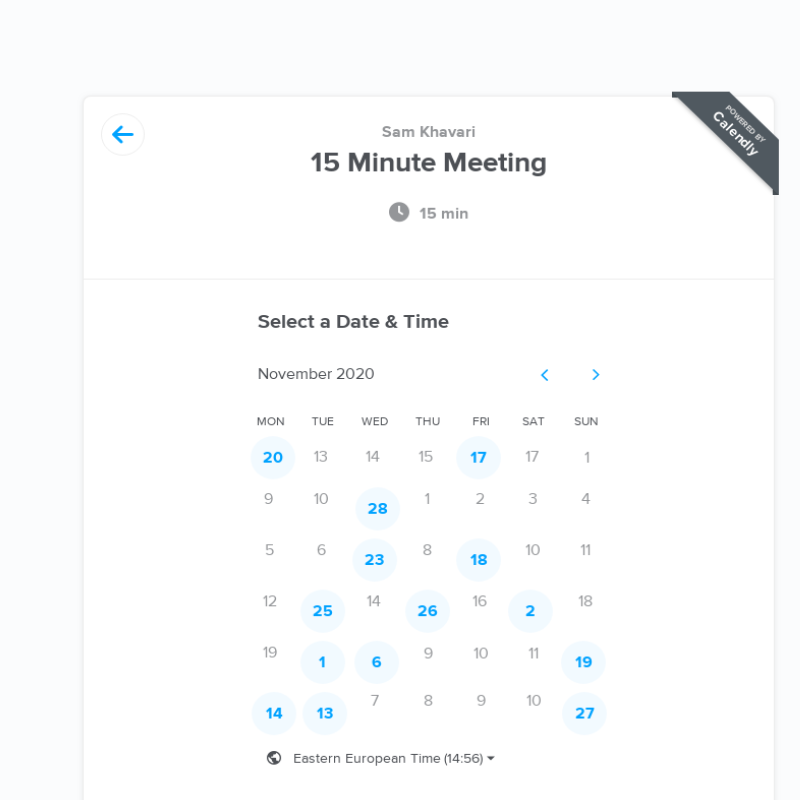 Sam Khavari
POWERED BY
Calendly
15 Minute Meeting
15 min
Select a Date & Time
November 2020
MON TUE WED THU FRI SAT SUN
20 13 14 15 17 17 1
9 10 28 1 2 3 4
5 6 23 8 18 10 11
12 25 14 26 16 2 18
19 1 6 9 10 11 19
14 13 7 8 9 10 27
Eastern European Time (14:56)